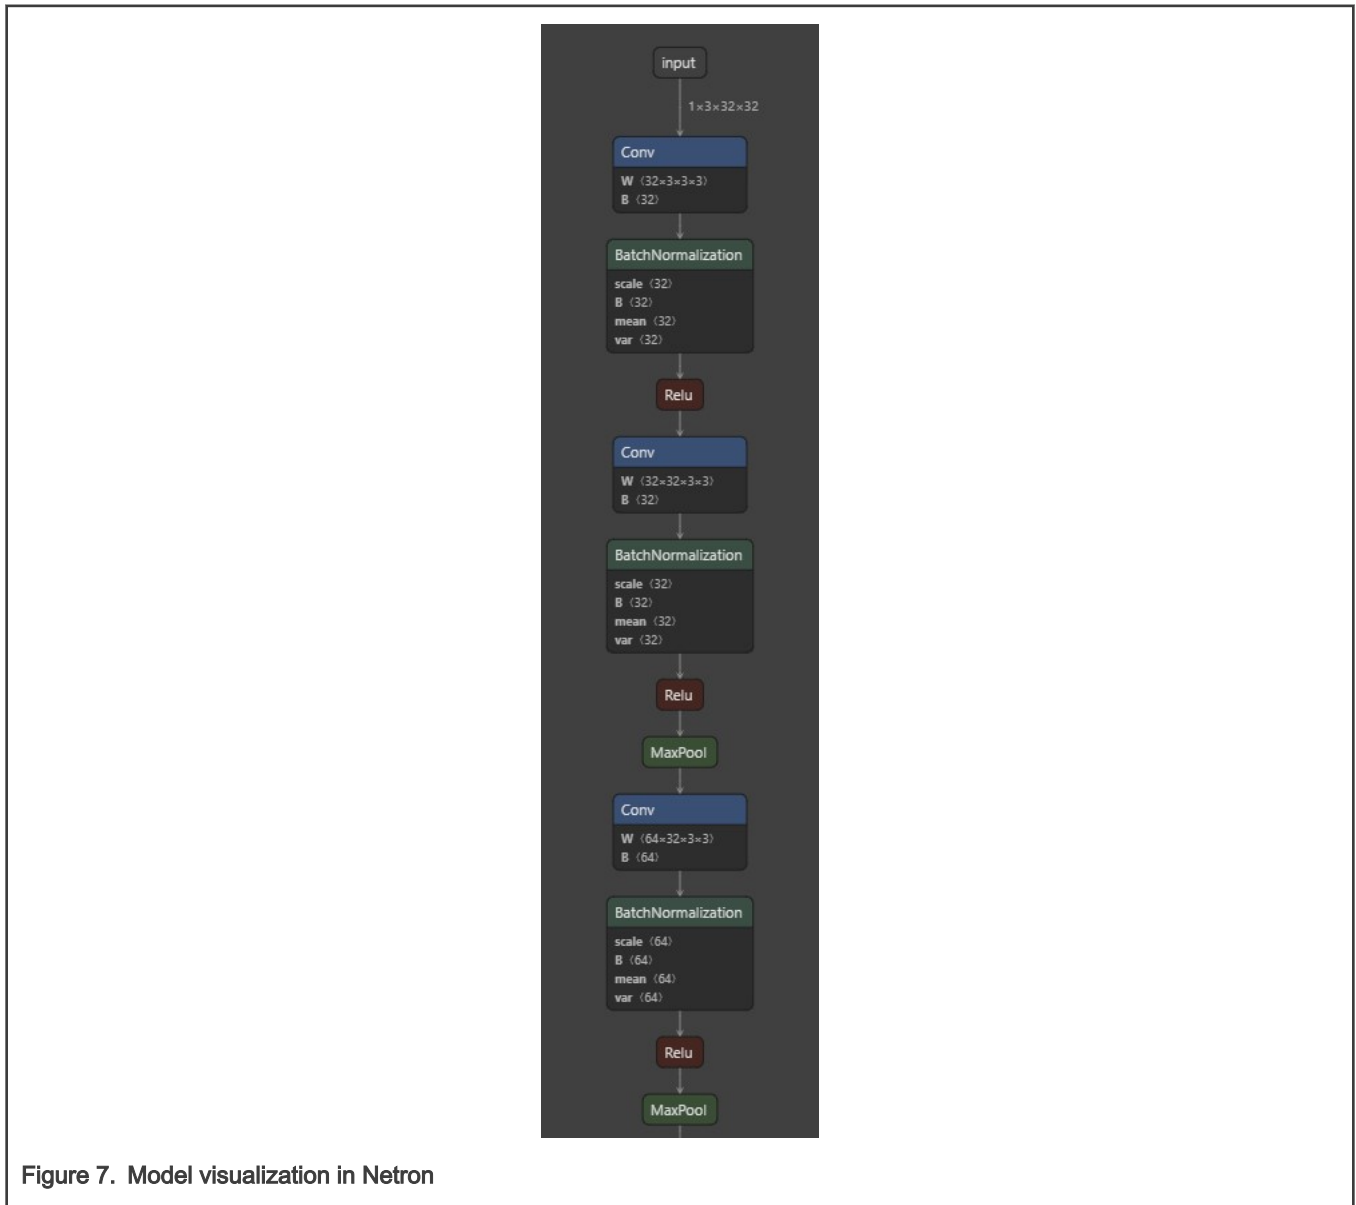 input
1×3×32×32
Conv
W ⟨32×3×3×3⟩
B ⟨32⟩
BatchNormalization
scale ⟨32⟩
B ⟨32⟩
mean ⟨32⟩
var ⟨32⟩
Relu
Conv
W ⟨32×32×3×3⟩
B ⟨32⟩
BatchNormalization
scale ⟨32⟩
B ⟨32⟩
mean ⟨32⟩
var ⟨32⟩
Relu
MaxPool
Conv
W ⟨64×32×3×3⟩
B ⟨64⟩
BatchNormalization
scale ⟨64⟩
B ⟨64⟩
mean ⟨64⟩
var ⟨64⟩
Relu
MaxPool
Figure 7. Model visualization in Netron